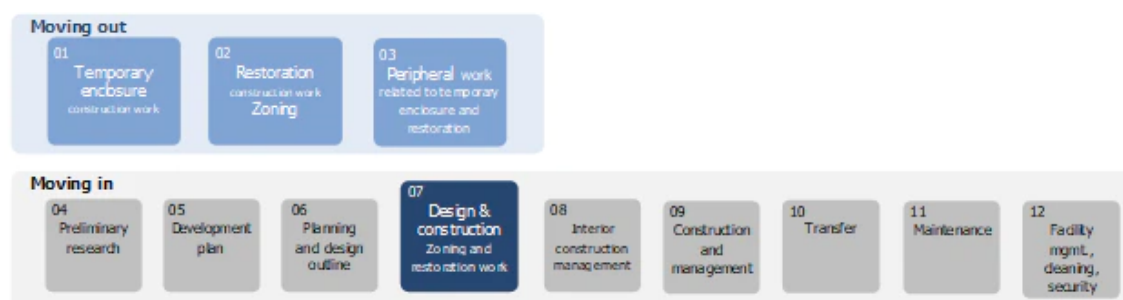 Moving out
01
Temporary
enclosure
construction work
02
Restoration
construction work
Zoning
03
Peripheral work
related to temporary
enclosure and
restoration
Moving in
04
Preliminary
research
05
Development
plan
06
Planning
and design
outline
07
Design &
construction
Zoning and
restoration work
08
Interior
construction
management
09
Construction
and
management
10
Transfer
11
Maintenance
12
Facility
mgmt.,
cleaning,
security